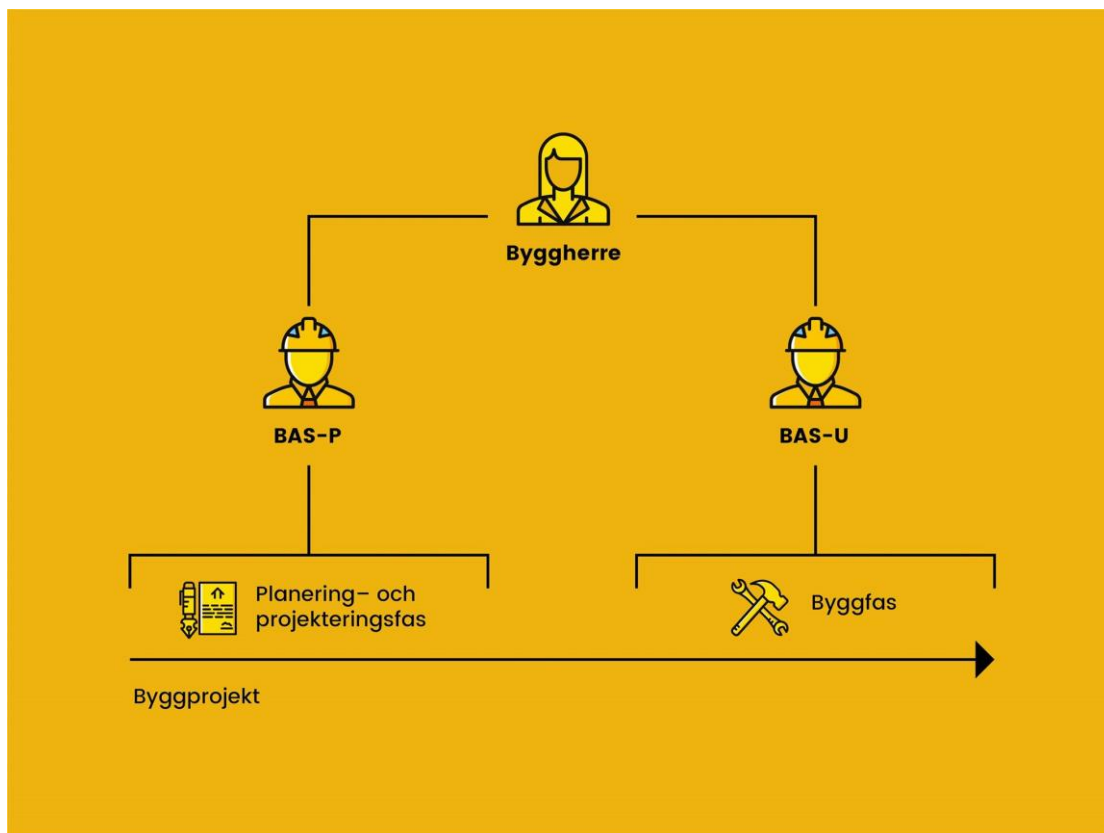 Byggherre
BAS-P
BAS-U
Planering– och
projekteringsfas
Byggfas
Byggprojekt